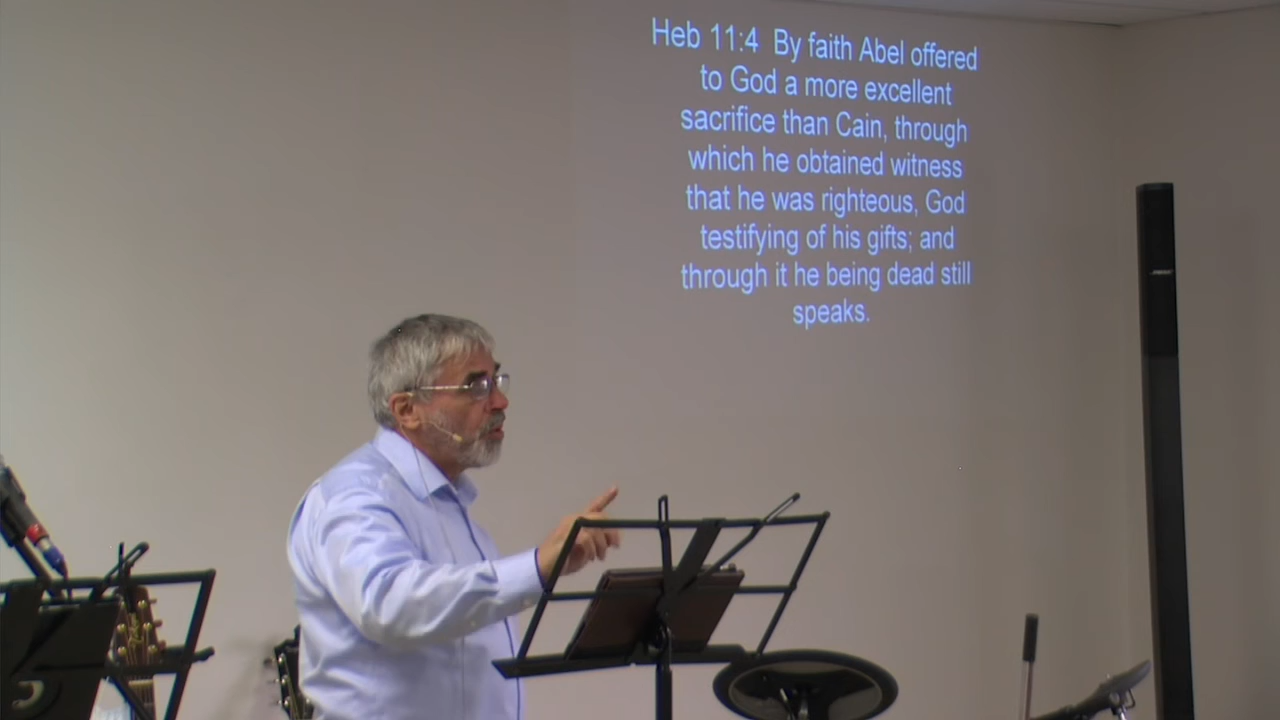 Heb 11:4 By faith Abel offered
to God a more excellent
sacrifice than Cain, through
which he obtained witness
that he was righteous, God
testifying of his gifts; and
through it he being dead still
speaks.